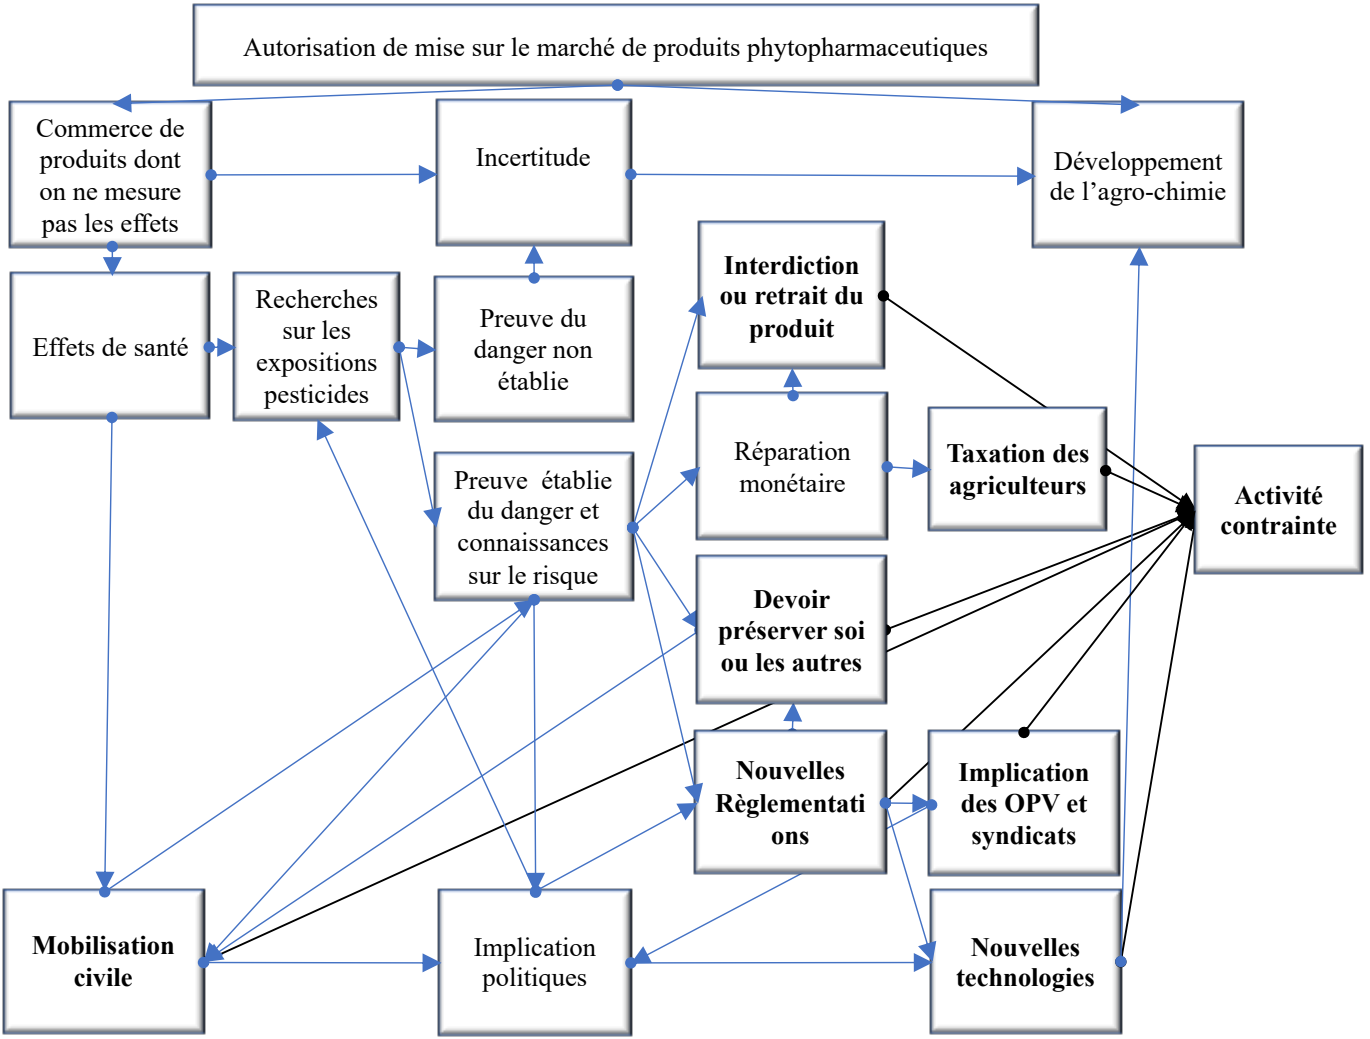 Autorisation de mise sur le marché de produits phytopharmaceutiques
Commerce de
produits dont
on ne mesure
pas les effets
Incertitude
Développement
de l’agro-chimie
Effets de santé
Recherches
sur les
expositions
pesticides
Preuve du
danger non
établie
Interdiction
ou retrait du
produit
Preuve établie
du danger et
connaissances
sur le risque
Réparation
monétaire
Taxation des
agriculteurs
Activité
contrainte
Devoir
préserver soi
ou les autres
Nouvelles
Règlementati
ons
Implication
des OPV et
syndicats
Mobilisation
civile
Implication
politiques
Nouvelles
technologies